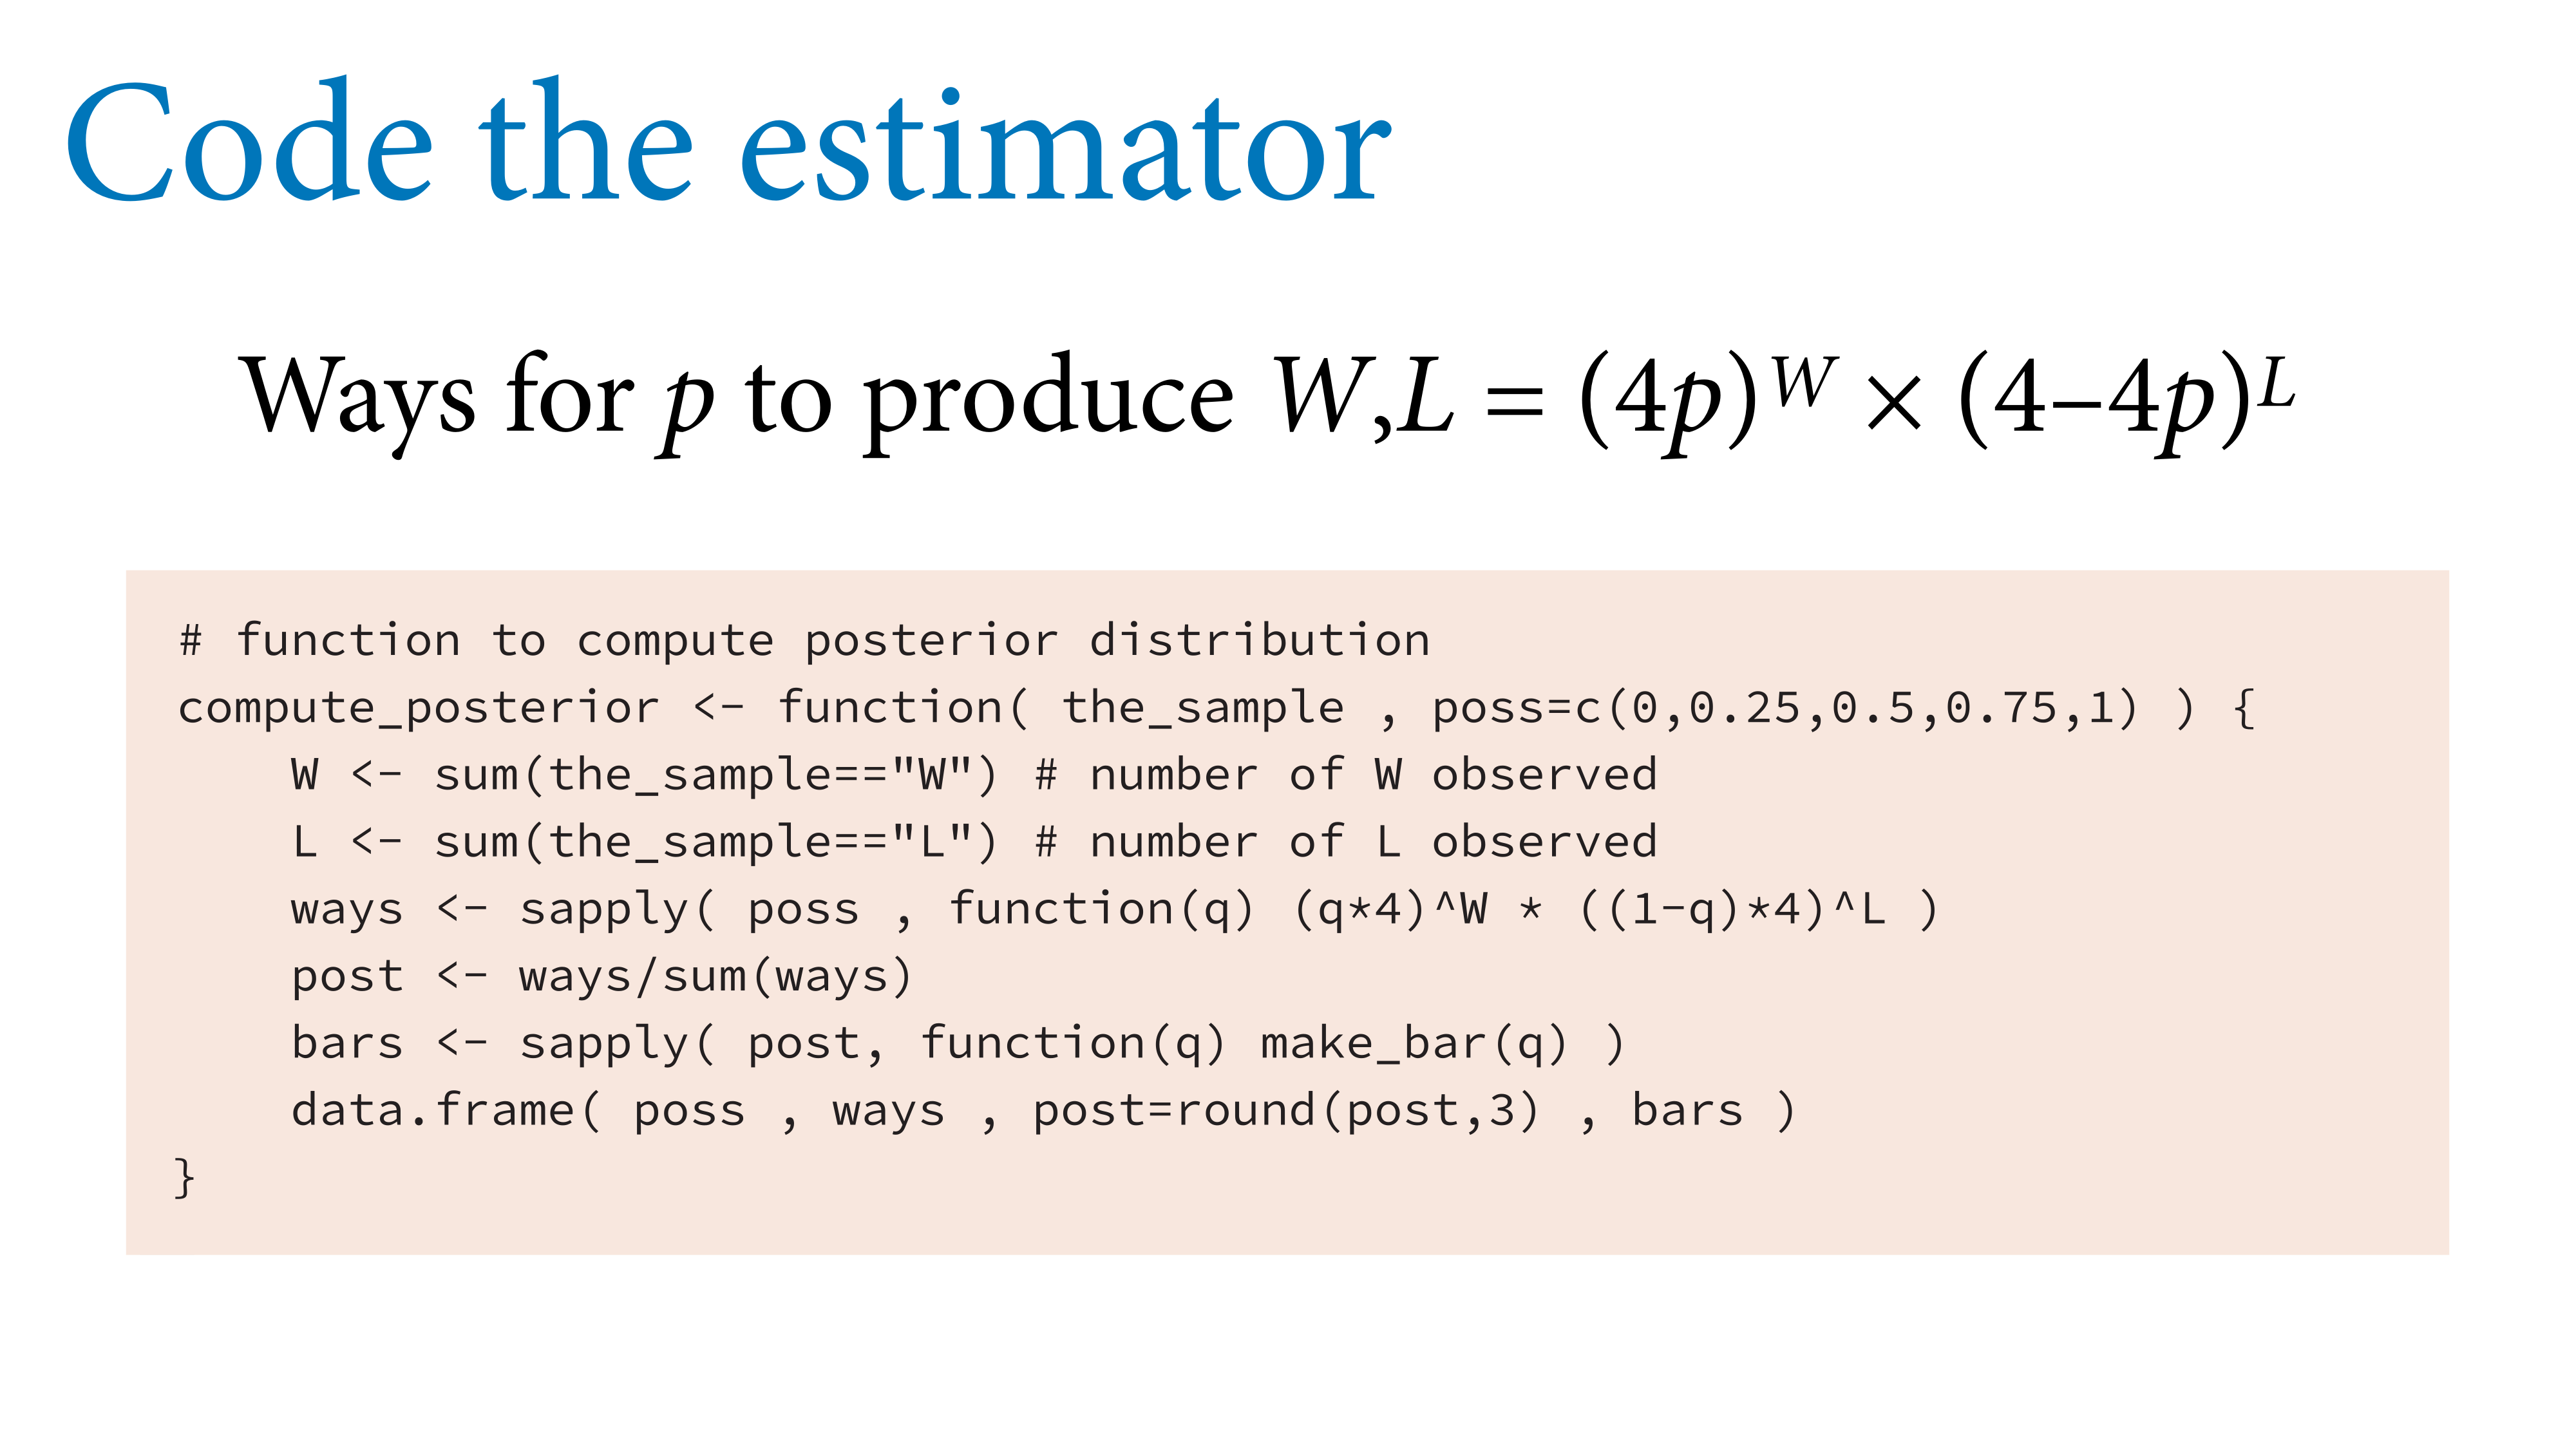 Code the estimator
Ways for p to produce W,L = (4p)^W × (4–4p)^L
# function to compute posterior distribution
compute_posterior <- function( the_sample , poss=c(0,0.25,0.5,0.75,1) ) {
    W <- sum(the_sample=="W") # number of W observed
    L <- sum(the_sample=="L") # number of L observed
    ways <- sapply( poss , function(q) (q*4)^W * ((1-q)*4)^L )
    post <- ways/sum(ways)
    bars <- sapply( post, function(q) make_bar(q) )
    data.frame( poss , ways , post=round(post,3) , bars )
}